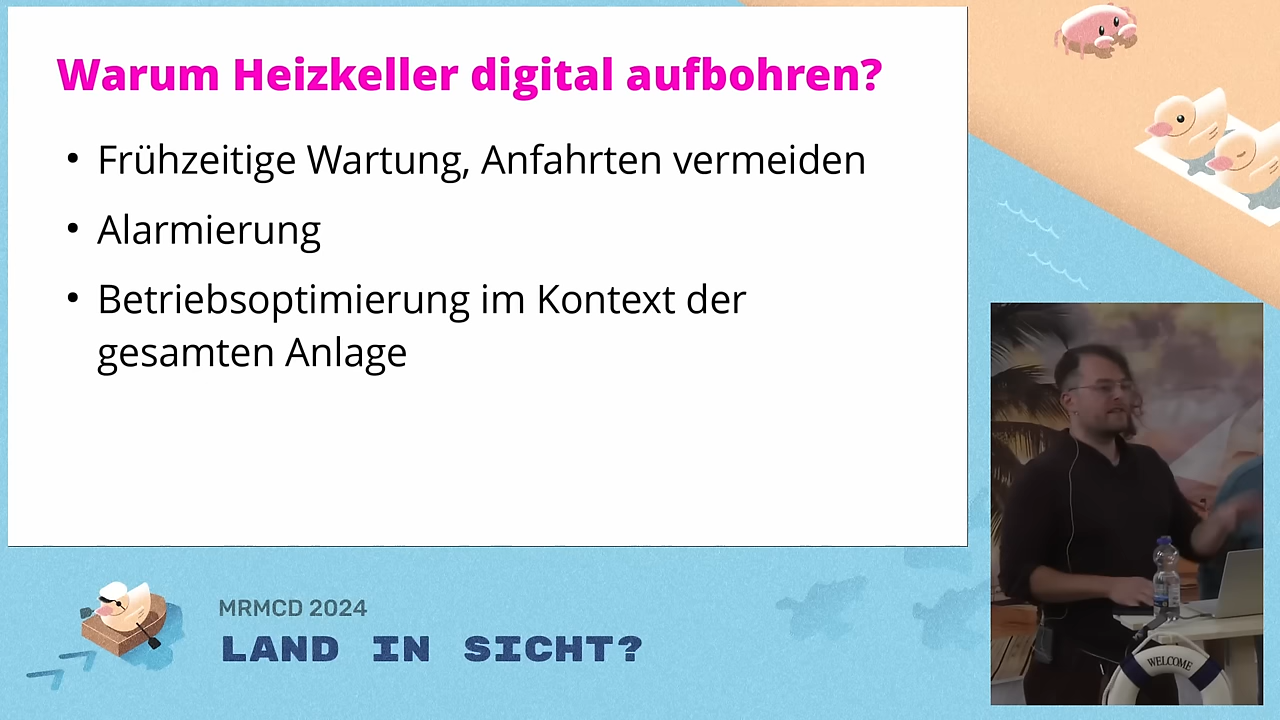 Warum Heizkeller digital aufbohren?
• Frühzeitige Wartung, Anfahrten vermeiden
• Alarmierung
• Betriebsoptimierung im Kontext der
gesamten Anlage
MRMCD 2024
LAND IN SICHT?
WELCOME